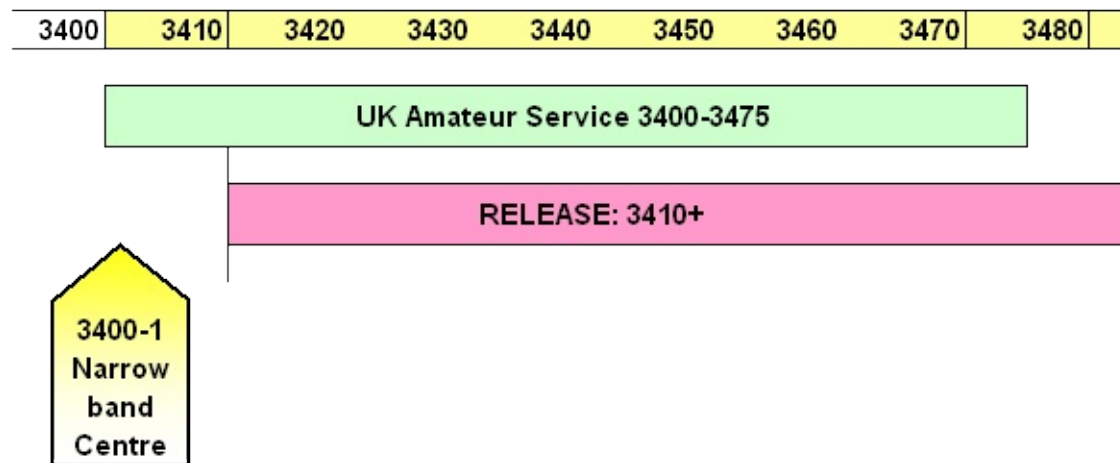 3400 3410 3420 3430 3440 3450 3460 3470 3480
UK Amateur Service 3400-3475
RELEASE: 3410+
3400-1
Narrow
band
Centre